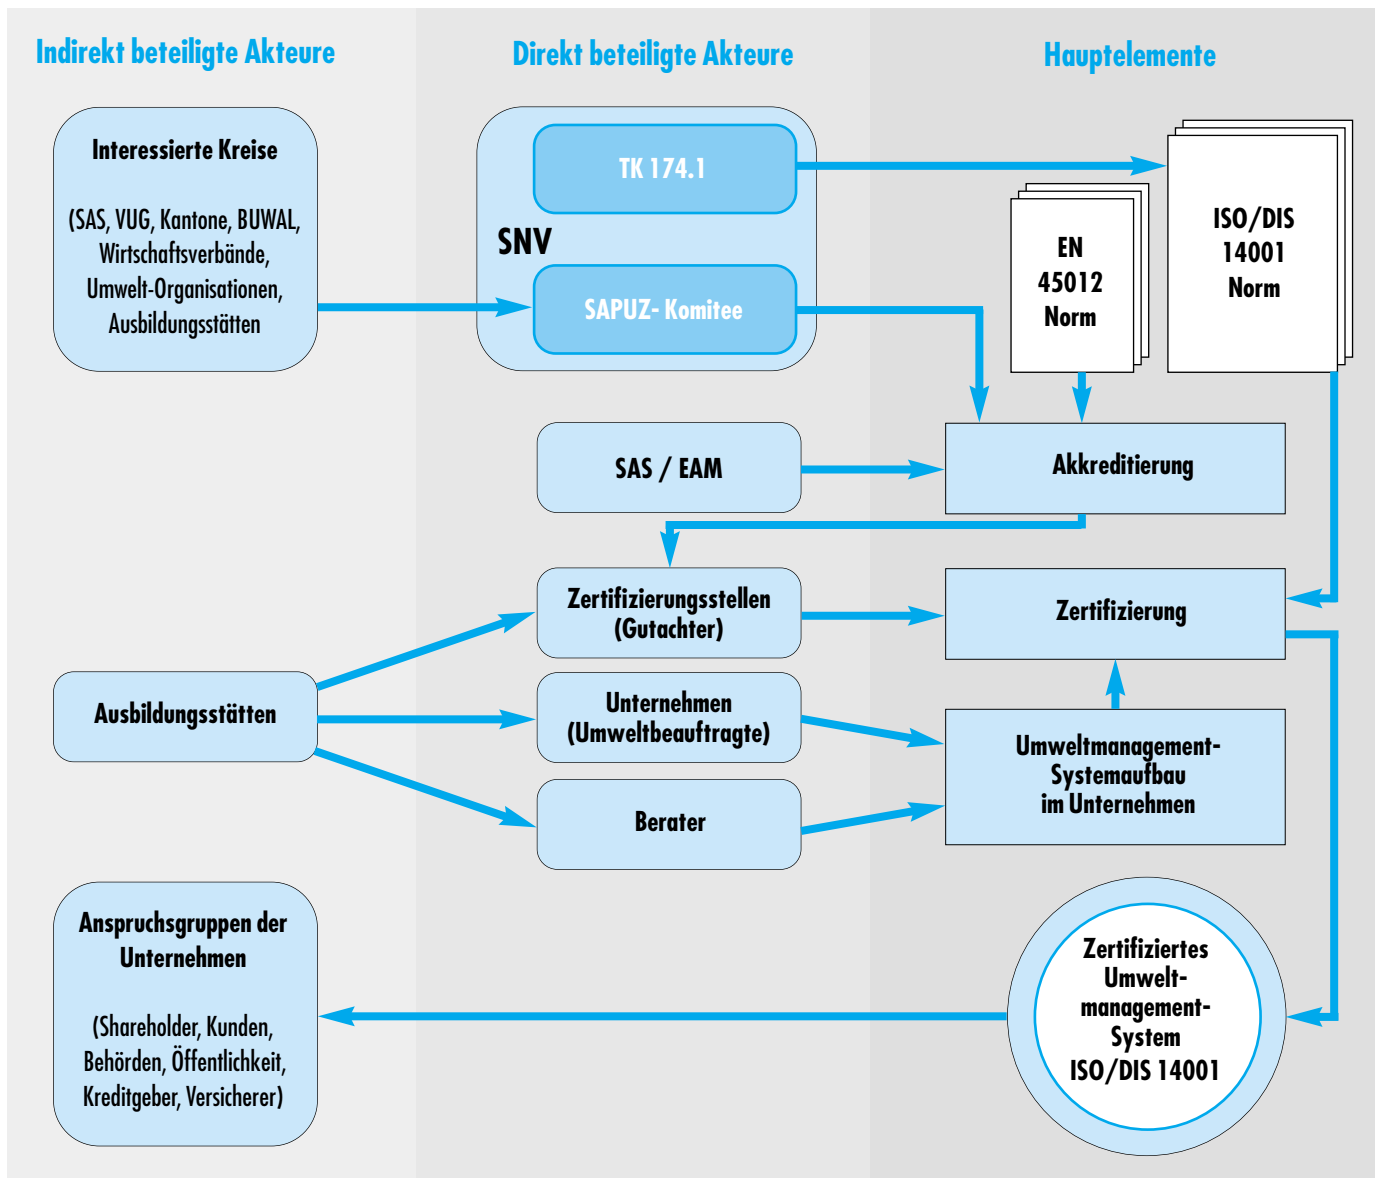 Indirekt beteiligte Akteure
Direkt beteiligte Akteure
Hauptelemente
Interessierte Kreise
(SAS, VUG, Kantone, BUWAL,
Wirtschaftsverbände,
Umwelt-Organisationen,
Ausbildungsstätten
TK 174.1
SNV
SAPUZ- Komitee
EN
45012
Norm
ISO/DIS
14001
Norm
SAS / EAM
Akkreditierung
Zertifizierungsstellen
(Gutachter)
Zertifizierung
Ausbildungsstätten
Unternehmen
(Umweltbeauftragte)
Umweltmanagement-
Systemaufbau
im Unternehmen
Berater
Anspruchsgruppen der
Unternehmen
(Shareholder, Kunden,
Behörden, Öffentlichkeit,
Kreditgeber, Versicherer)
Zertifiziertes
Umwelt-
management-
System
ISO/DIS 14001